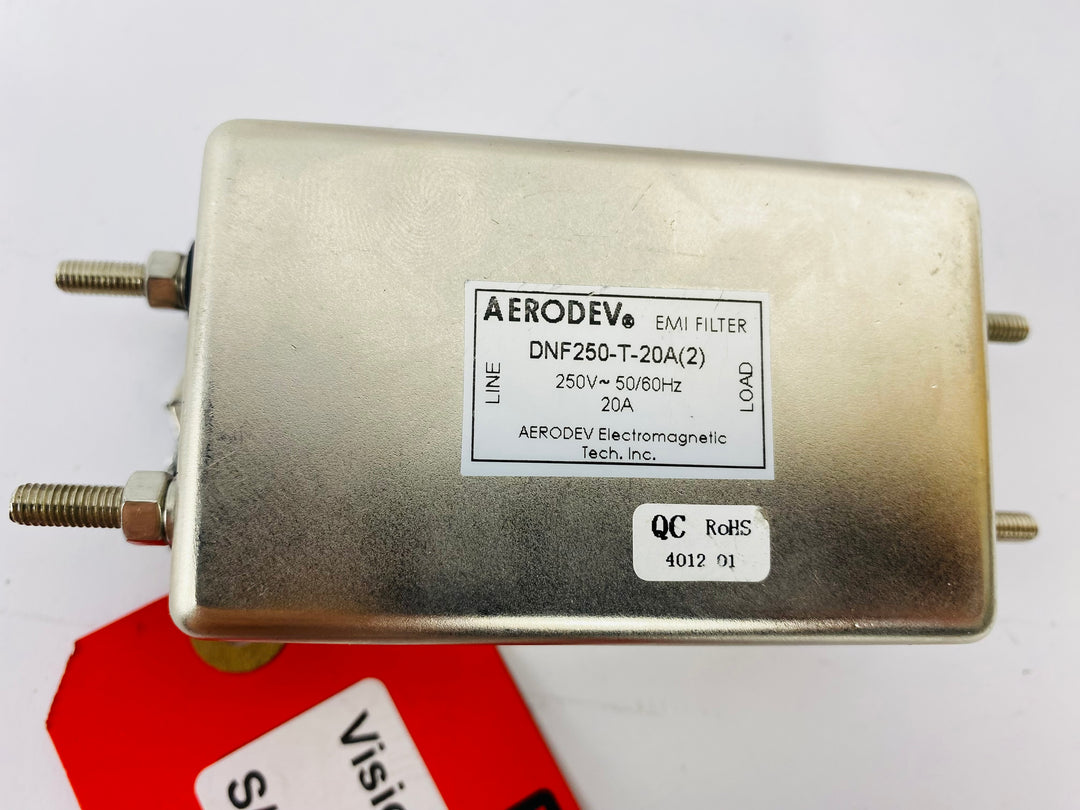 AERODEV® EMI FILTER
DNF250-T-20A(2)
LINE
250V~ 50/60Hz
LOAD
20A
AERODEV Electromagnetic
Tech. Inc.
QC RoHS
4012 01